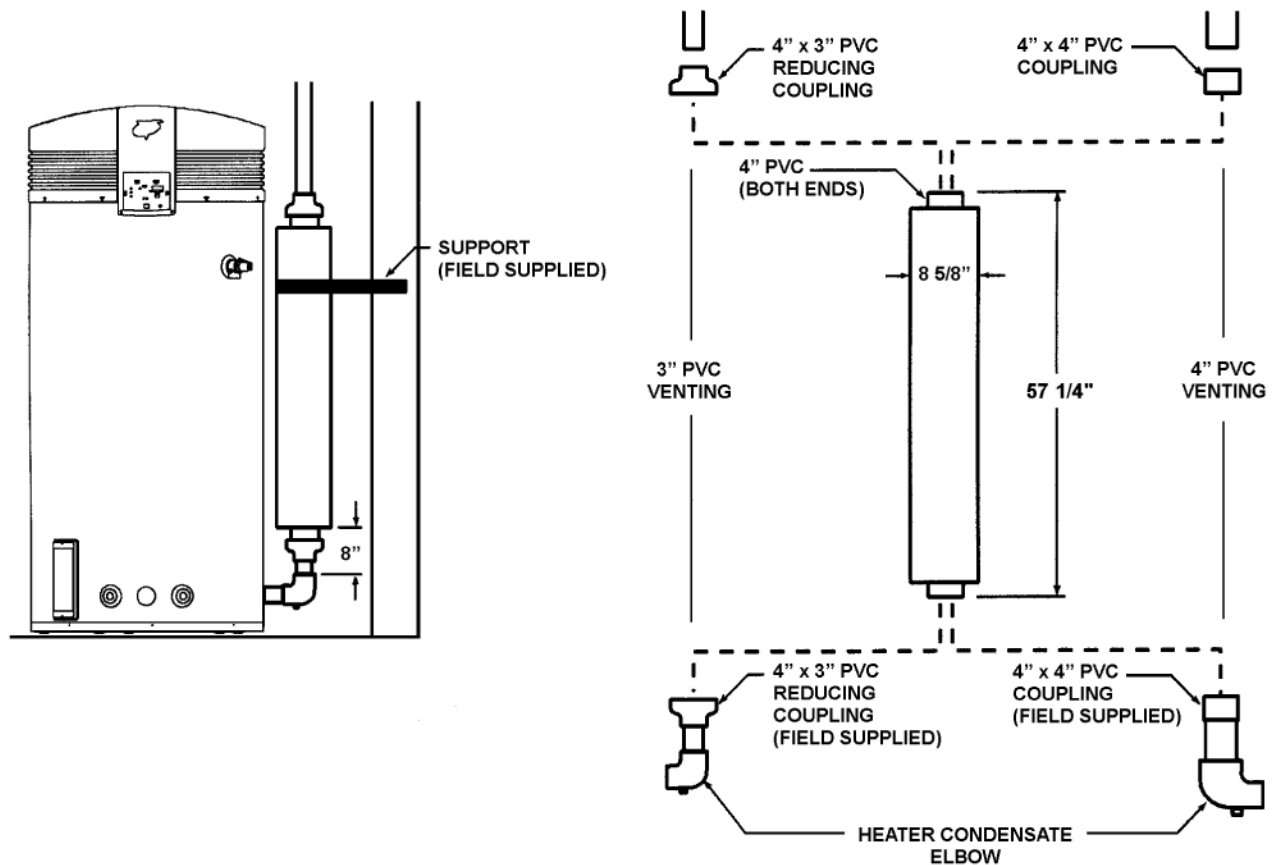 SUPPORT
(FIELD SUPPLIED)
8”
4” x 3” PVC
REDUCING
COUPLING
4” x 4” PVC
COUPLING
4” PVC
(BOTH ENDS)
8 5/8”
3” PVC
VENTING
57 1/4"
4” PVC
VENTING
4” x 3” PVC
REDUCING
COUPLING
(FIELD SUPPLIED)
4” x 4” PVC
COUPLING
(FIELD SUPPLIED)
HEATER CONDENSATE
ELBOW